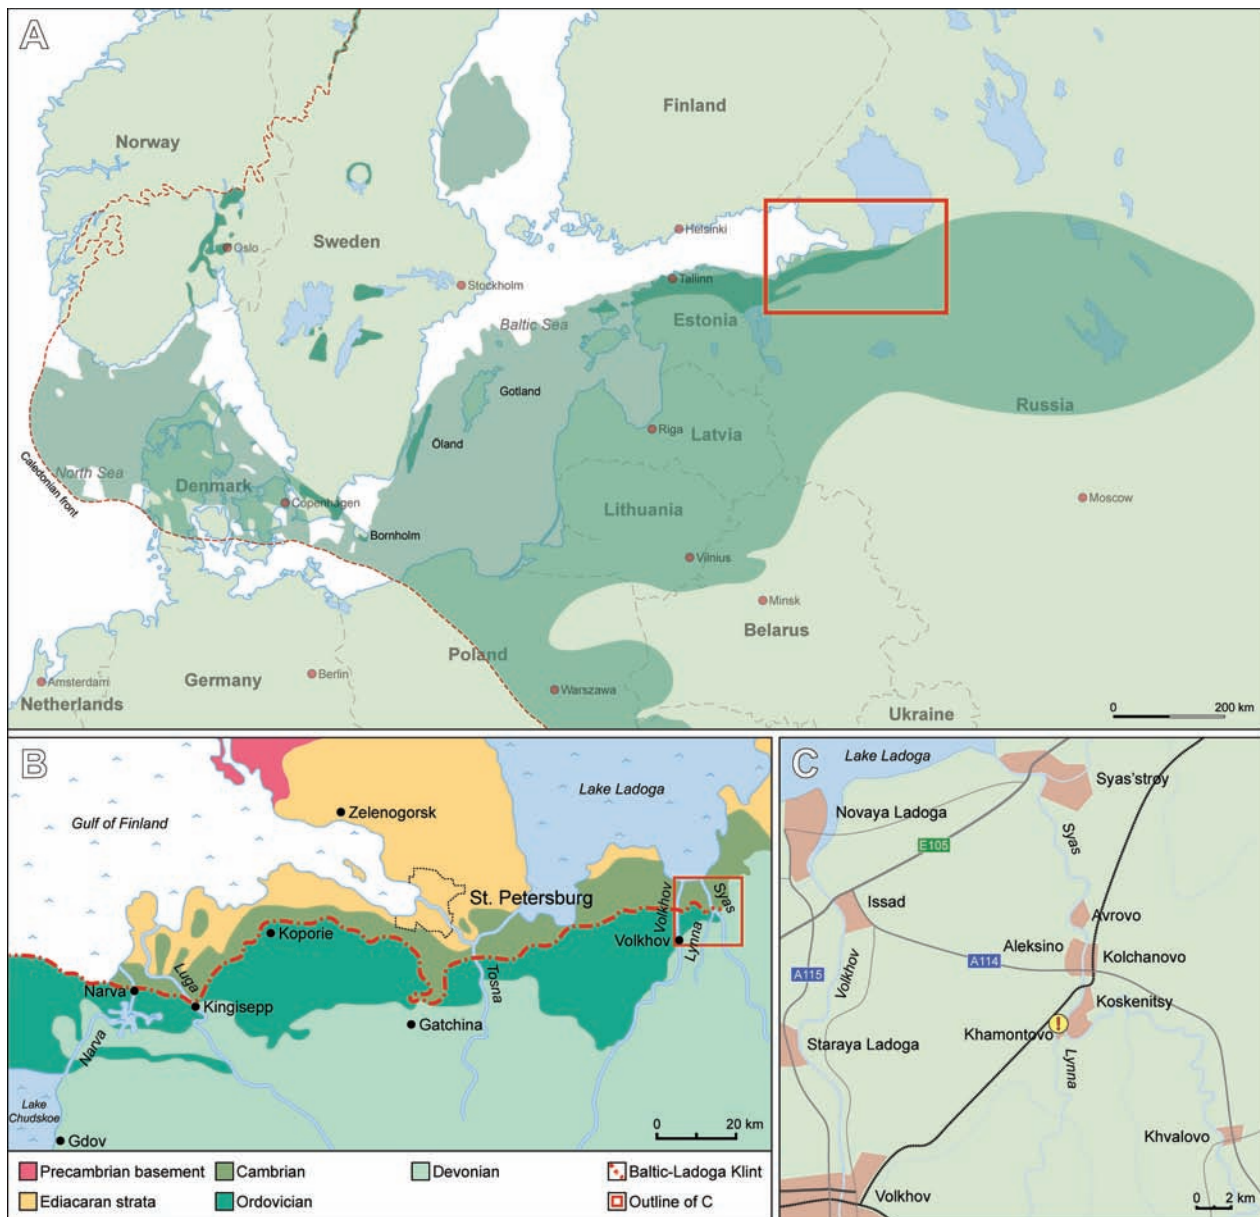 A
Norway
Finland
Sweden
Oslo
Helsinki
Stockholm
Tallinn
Baltic Sea
Estonia
Gotland
Russia
Öland
Riga
Latvia
North Sea
Caledonian front
Denmark
Copenhagen
Moscow
Lithuania
Bornholm
Vilnius
Minsk
Belarus
Poland
Amsterdam
Germany
Berlin
Warszawa
Netherlands
Ukraine
0 200 km
B
Lake Ladoga
Gulf of Finland
Zelenogorsk
St. Petersburg
Volkhov
Syas
Koporie
Volkhov
Lynna
Luga
Tosna
Narva
Kingisepp
Gatchina
Narva
Lake
Chudskoe
Gdov
0 20 km
Precambrian basement
Cambrian
Devonian
Baltic-Ladoga Klint
Ediacaran strata
Ordovician
Outline of C
C
Lake Ladoga
Syas'stroy
Novaya Ladoga
Syas
E105
Issad
Avrovo
Aleksino
Kolchanovo
A114
A115
Volkhov
Koskenitsy
!
Khamontovo
Staraya Ladoga
Lynna
Khvalovo
Volkhov
0 2 km